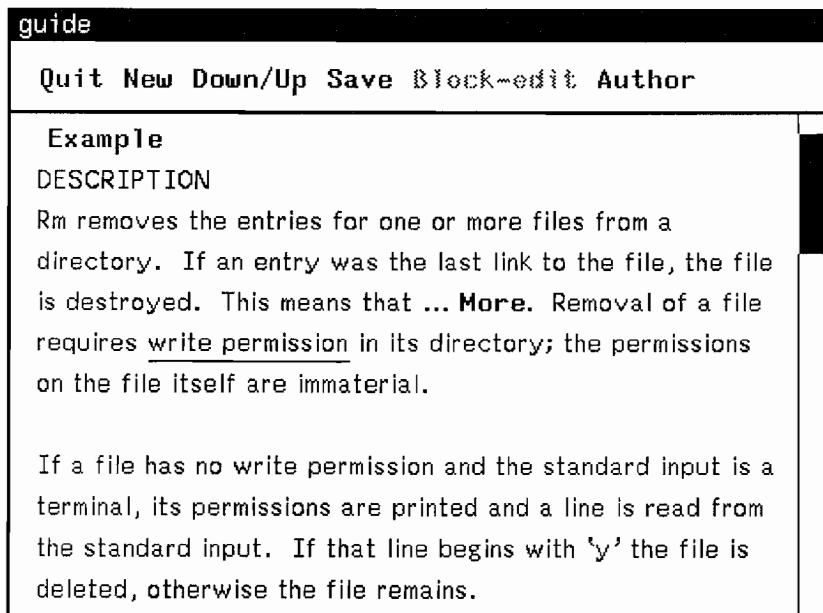 guide
Quit New Down/Up Save Block-edit Author
Example
DESCRIPTION
Rm removes the entries for one or more files from a
directory. If an entry was the last link to the file, the file
is destroyed. This means that ... More. Removal of a file
requires write permission in its directory; the permissions
on the file itself are immaterial.
If a file has no write permission and the standard input is a
terminal, its permissions are printed and a line is read from
the standard input. If that line begins with 'y' the file is
deleted, otherwise the file remains.